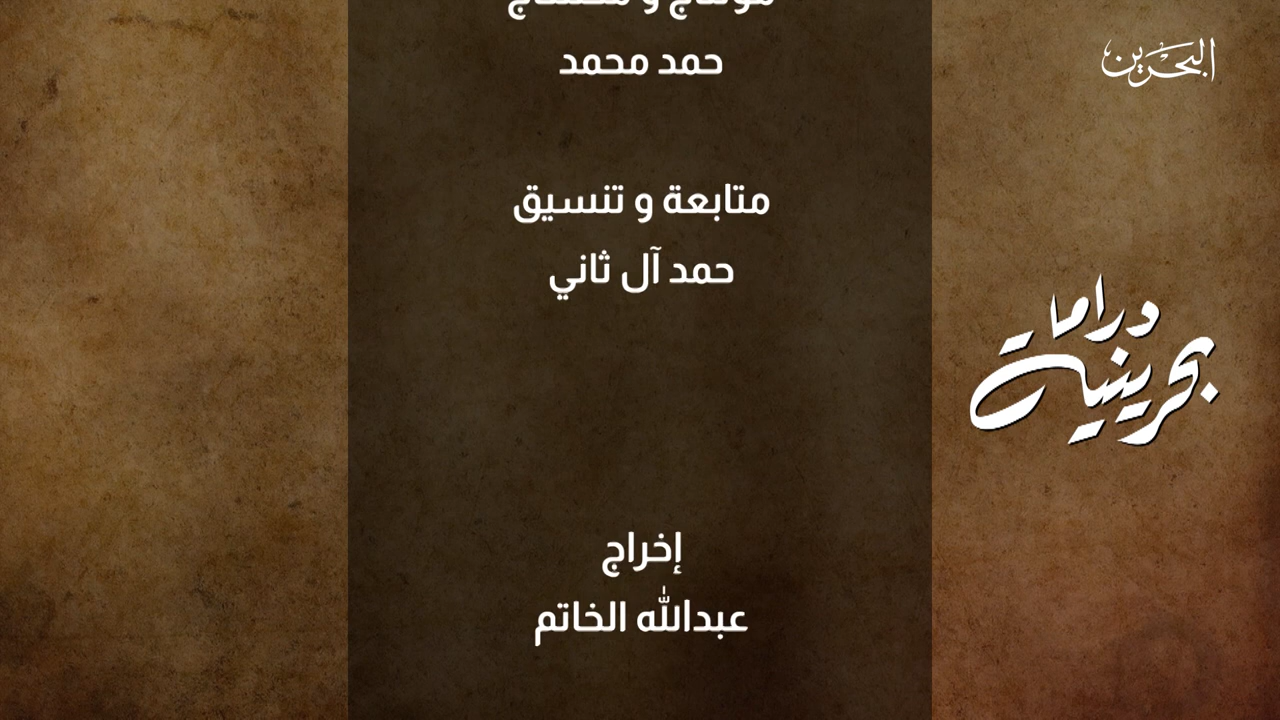 حمد محمد
متابعة و تنسيق
حمد آل ثاني
إخراج
عبدالله الخاتم
البحرين
دراما
بحرينية